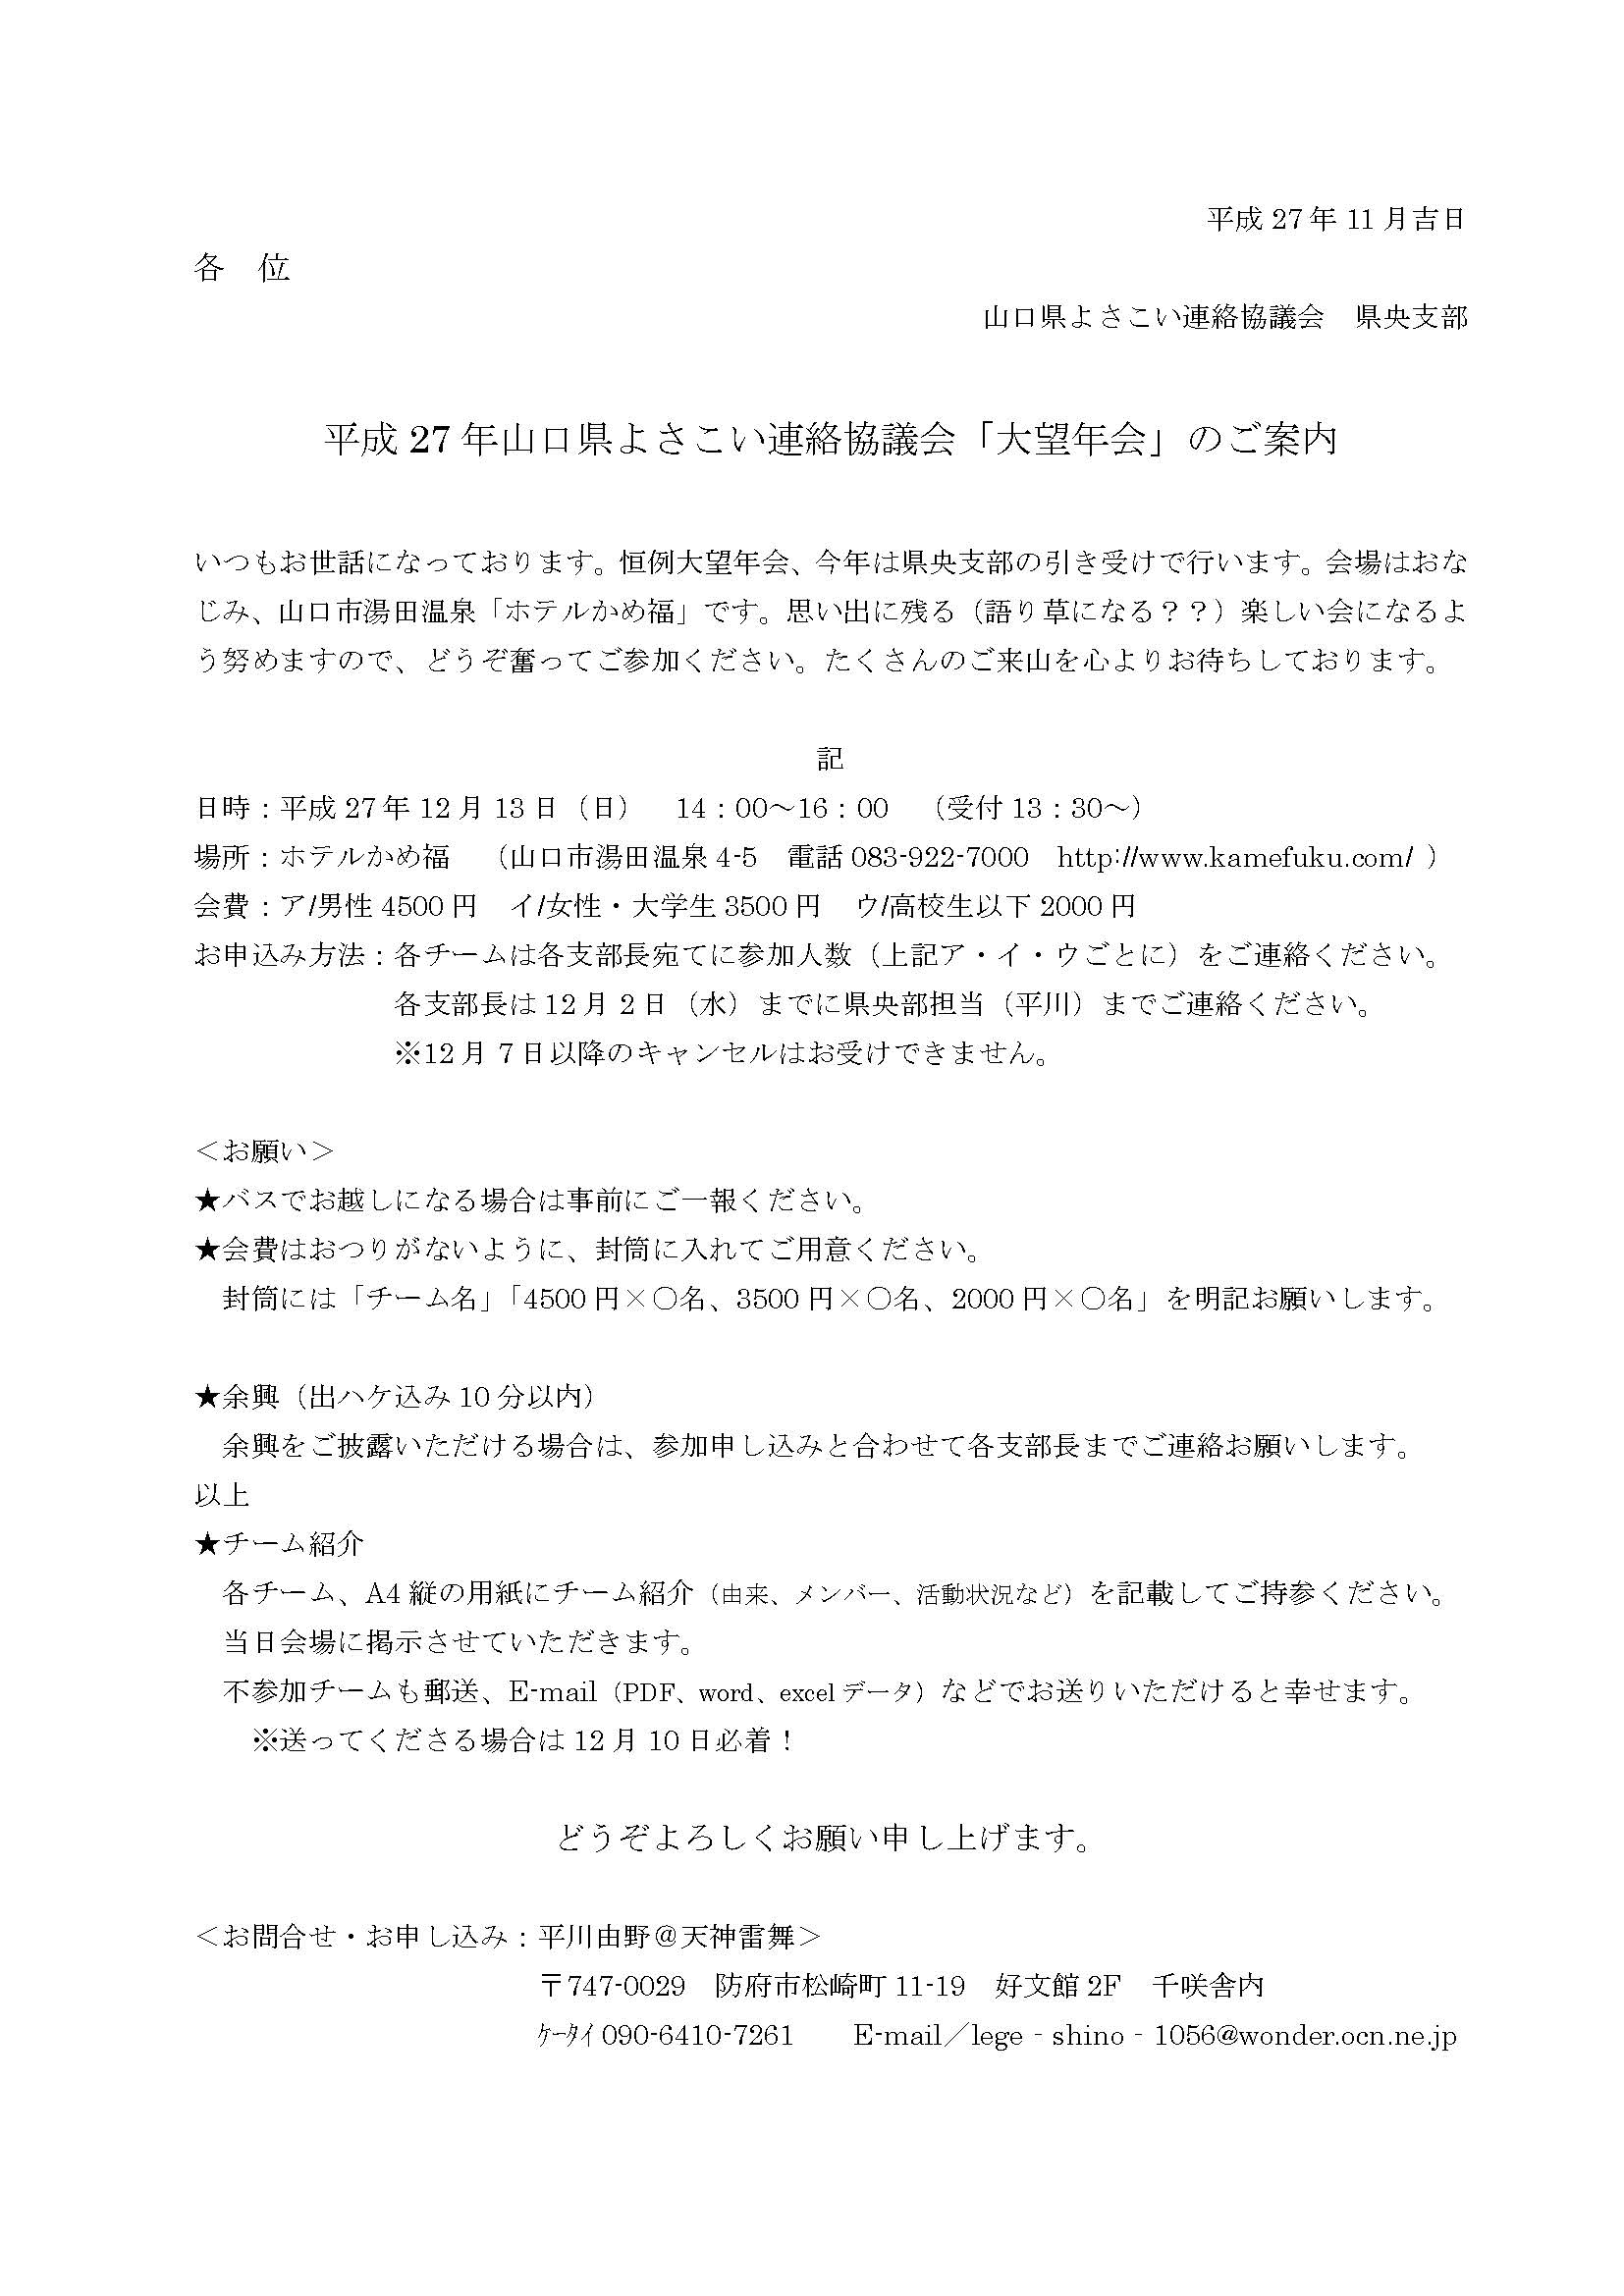 平成 27 年 11 月吉日
各　位
山口県よさこい連絡協議会　県央支部
平成 27 年山口県よさこい連絡協議会「大望年会」のご案内
いつもお世話になっております。恒例大望年会、今年は県央支部の引き受けで行います。会場はおな
じみ、山口市湯田温泉「ホテルかめ福」です。思い出に残る（語り草になる？？）楽しい会になるよ
う努めますので、どうぞ奮ってご参加ください。たくさんのご来山を心よりお待ちしております。
記
日時：平成 27 年 12 月 13 日（日）　14：00～16：00　（受付 13：30～）
場所：ホテルかめ福　（山口市湯田温泉 4-5　電話 083-922-7000　http://www.kamefuku.com/ ）
会費：ア/男性 4500 円　イ/女性・大学生 3500 円　ウ/高校生以下 2000 円
お申込み方法：各チームは各支部長宛てに参加人数（上記ア・イ・ウごとに）をご連絡ください。
各支部長は 12 月 2 日（水）までに県央部担当（平川）までご連絡ください。
※12 月 7 日以降のキャンセルはお受けできません。
＜お願い＞
★バスでお越しになる場合は事前にご一報ください。
★会費はおつりがないように、封筒に入れてご用意ください。
封筒には「チーム名」「4500 円×〇名、3500 円×〇名、2000 円×〇名」を明記お願いします。
★余興（出ハケ込み 10 分以内）
余興をご披露いただける場合は、参加申し込みと合わせて各支部長までご連絡お願いします。
以上
★チーム紹介
各チーム、A4 縦の用紙にチーム紹介（由来、メンバー、活動状況など）を記載してご持参ください。
当日会場に掲示させていただきます。
不参加チームも郵送、E-mail（PDF、word、excel データ）などでお送りいただけると幸せます。
※送ってくださる場合は 12 月 10 日必着！
どうぞよろしくお願い申し上げます。
＜お問合せ・お申し込み：平川由野＠天神雷舞＞
〒747-0029　防府市松崎町 11-19　好文館 2F　千咲舎内
ｹｰﾀｲ 090-6410-7261　　E-mail／lege‐shino‐1056@wonder.ocn.ne.jp